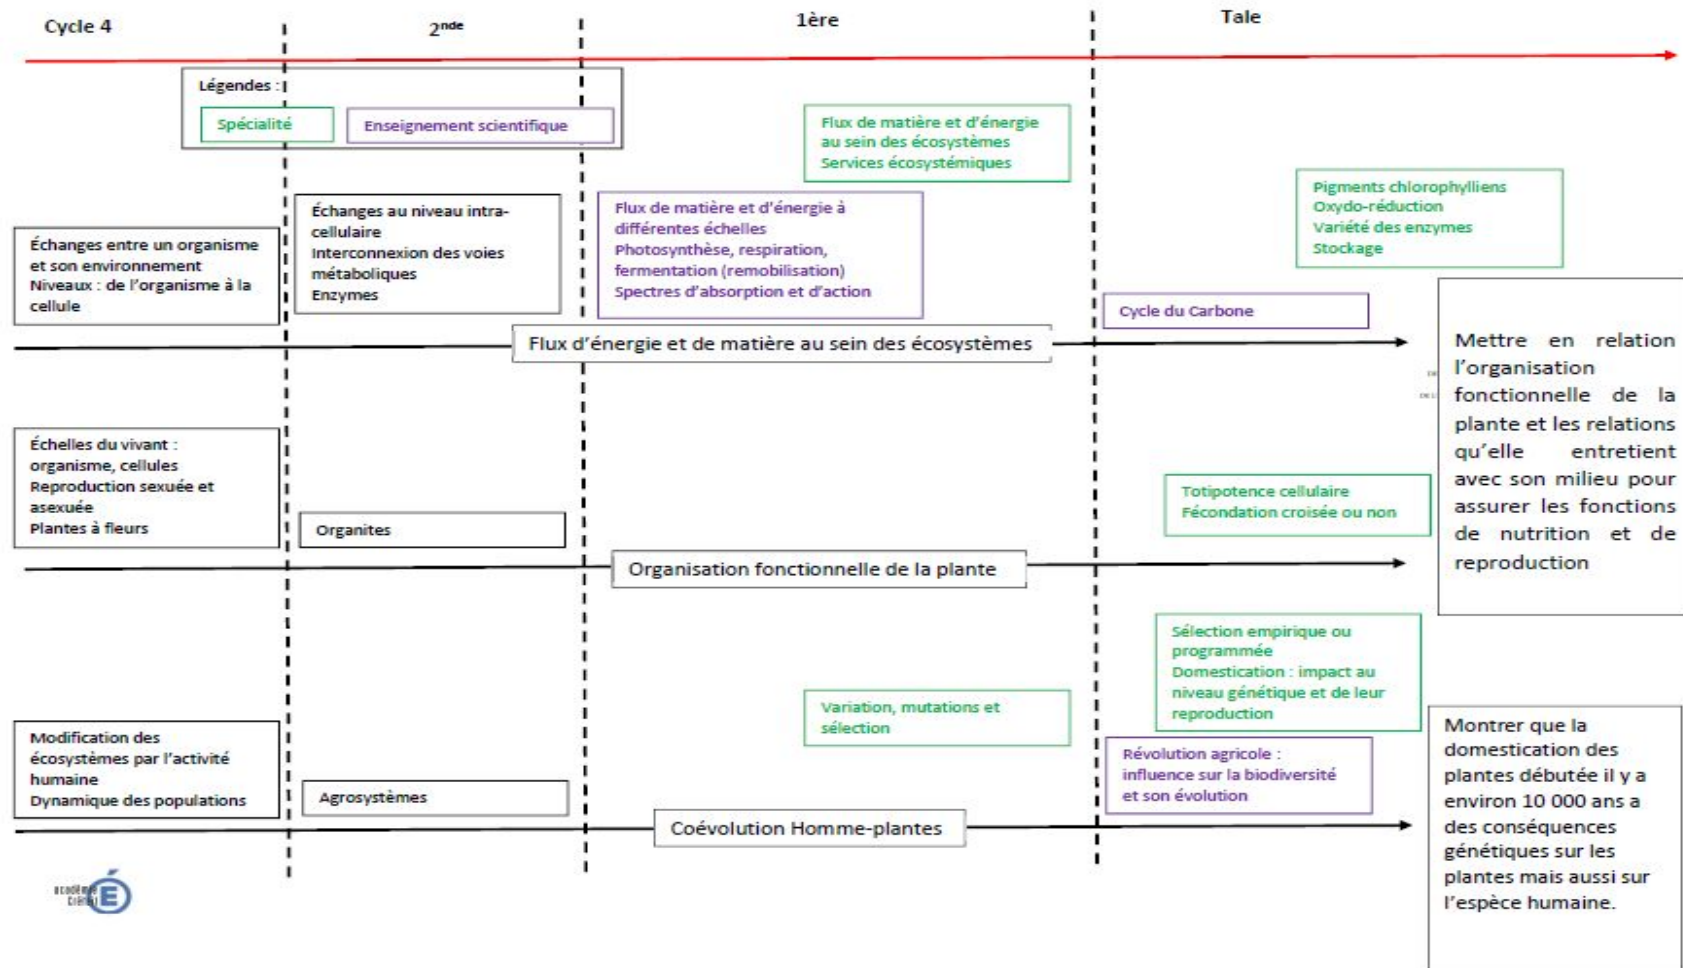 Cycle 4
2nde
1ère
Tale
Légendes :
Spécialité
Enseignement scientifique
Flux de matière et d'énergie
au sein des écosystèmes
Services écosystémiques
Pigments chlorophylliens
Oxydo-réduction
Variété des enzymes
Stockage
Échanges entre un organisme
et son environnement
Niveaux : de l'organisme à la
cellule
Échanges au niveau intra-
cellulaire
Interconnexion des voies
métaboliques
Enzymes
Flux de matière et d'énergie à
différentes échelles
Photosynthèse, respiration,
fermentation (remobilisation)
Spectres d'absorption et d'action
Cycle du Carbone
Flux d'énergie et de matière au sein des écosystèmes
Mettre en relation
l'organisation
fonctionnelle de la
plante et les relations
qu'elle entretient
avec son milieu pour
assurer les fonctions
de nutrition et de
reproduction
Échelles du vivant :
organisme, cellules
Reproduction sexuée et
asexuée
Plantes à fleurs
Organites
Totipotence cellulaire
Fécondation croisée ou non
Organisation fonctionnelle de la plante
Sélection empirique ou
programmée
Domestication : impact au
niveau génétique et de leur
reproduction
Variation, mutations et
sélection
Modification des
écosystèmes par l'activité
humaine
Dynamique des populations
Agrosystèmes
Révolution agricole :
influence sur la biodiversité
et son évolution
Coévolution Homme-plantes
Montrer que la
domestication des
plantes débutée il y a
environ 10 000 ans a
des conséquences
génétiques sur les
plantes mais aussi sur
l'espèce humaine.
académie
Créteil